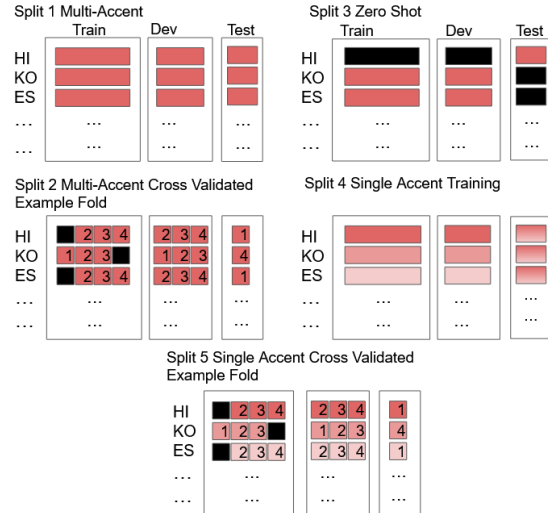 Split 1 Multi-Accent
Train Dev Test
HI
KO
ES
... ... ... ...
...
Split 3 Zero Shot
Train Dev Test
HI
KO
ES
... ... ... ...
... ...
Split 2 Multi-Accent Cross Validated
Example Fold
HI 2 3 4 2 3 4 1
KO 1 2 3 1 2 3 4
ES 2 3 4 2 3 4 1
... ... ... ...
... ...
Split 4 Single Accent Training
HI
KO
ES
... ... ... ...
... ...
Split 5 Single Accent Cross Validated
Example Fold
HI 2 3 4 2 3 4 1
KO 1 2 3 1 2 3 4
ES 2 3 4 2 3 4 1
... ... ... ...
... ...